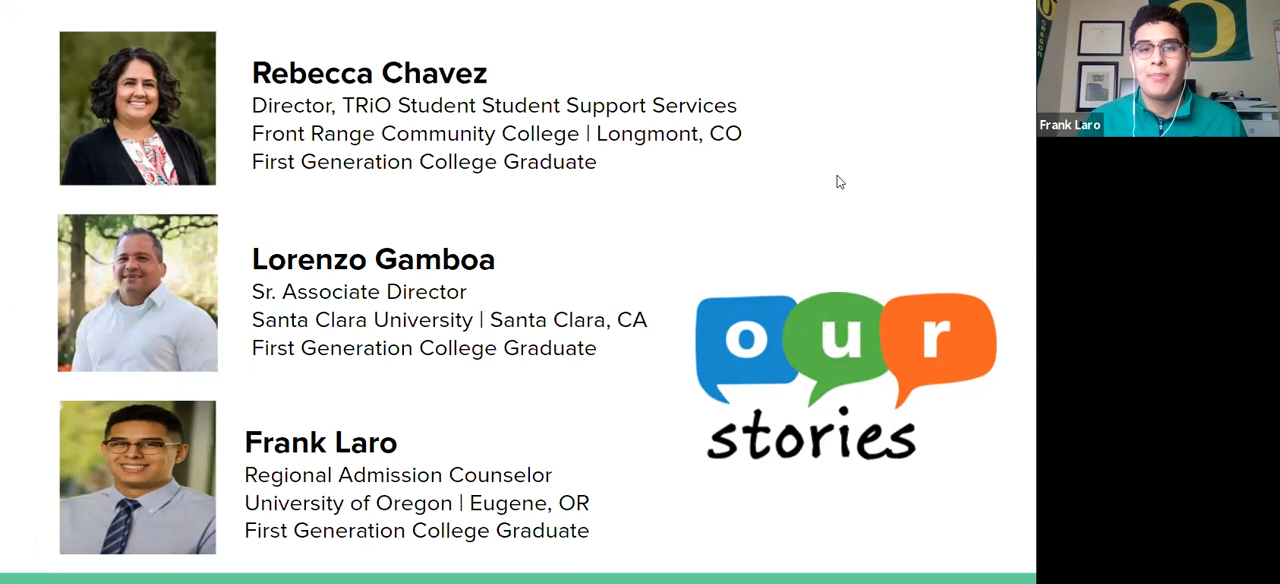 Rebecca Chavez
Director, TRiO Student Student Support Services
Front Range Community College | Longmont, CO
First Generation College Graduate
Lorenzo Gamboa
Sr. Associate Director
Santa Clara University | Santa Clara, CA
First Generation College Graduate
our
stories
Frank Laro
Regional Admission Counselor
University of Oregon | Eugene, OR
First Generation College Graduate
OREGON
O
Frank Laro